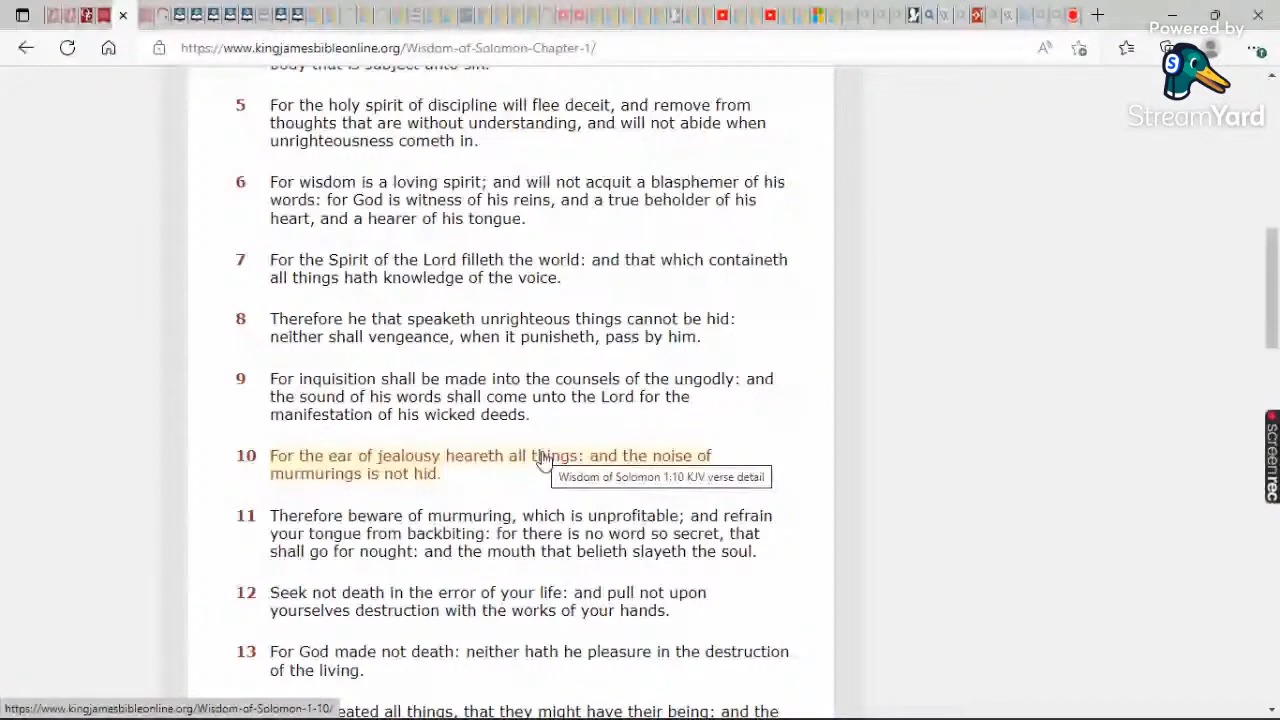 Powered by
StreamYard
https://www.kingjamesbibleonline.org/Wisdom-of-Solomon-Chapter-1/
body that is subject unto sin.
5 For the holy spirit of discipline will flee deceit, and remove from
thoughts that are without understanding, and will not abide when
unrighteousness cometh in.
6 For wisdom is a loving spirit; and will not acquit a blasphemer of his
words: for God is witness of his reins, and a true beholder of his
heart, and a hearer of his tongue.
7 For the Spirit of the Lord filleth the world: and that which containeth
all things hath knowledge of the voice.
8 Therefore he that speaketh unrighteous things cannot be hid:
neither shall vengeance, when it punisheth, pass by him.
9 For inquisition shall be made into the counsels of the ungodly: and
the sound of his words shall come unto the Lord for the
manifestation of his wicked deeds.
10 For the ear of jealousy heareth all things: and the noise of
murmurings is not hid.
Wisdom of Solomon 1:10 KJV verse detail
11 Therefore beware of murmuring, which is unprofitable; and refrain
your tongue from backbiting: for there is no word so secret, that
shall go for nought: and the mouth that belieth slayeth the soul.
12 Seek not death in the error of your life: and pull not upon
yourselves destruction with the works of your hands.
13 For God made not death: neither hath he pleasure in the destruction
of the living.
eated all things, that they might have their being: and the
https://www.kingjamesbibleonline.org/Wisdom-of-Solomon-1-10/
Screenrec